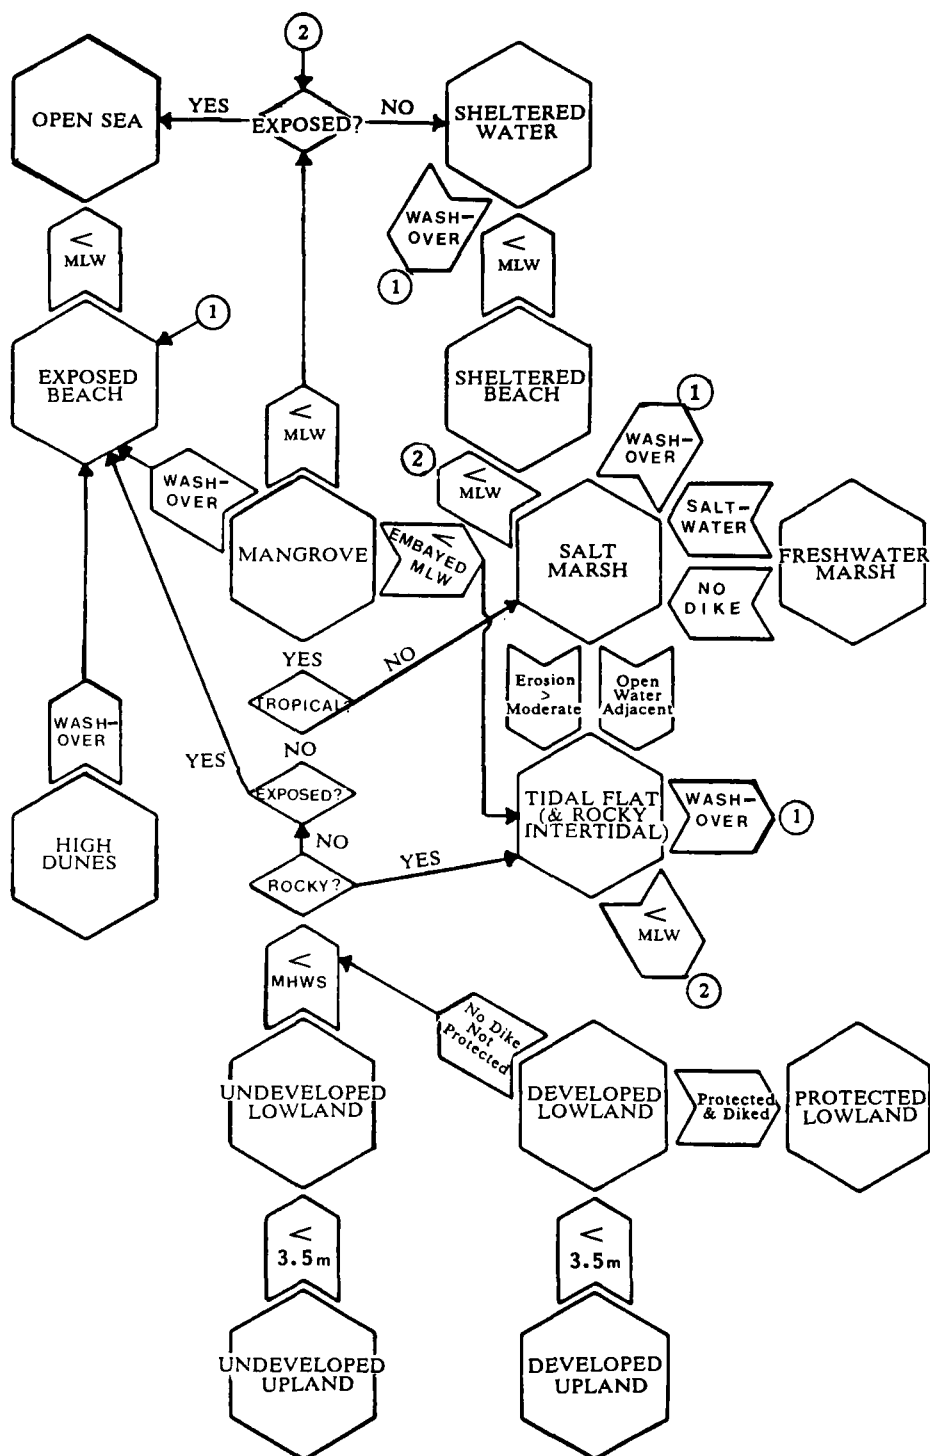 2
OPEN SEA
YES
EXPOSED?
NO
SHELTERED
WATER
WASH-
OVER
1
<
MLW
<
MLW
1
EXPOSED
BEACH
SHELTERED
BEACH
<
MLW
1
WASH-
OVER
2
<
MLW
WASH-
OVER
SALT-
WATER
MANGROVE
<
EMBAYED
MLW
SALT
MARSH
FRESHWATER
MARSH
NO
DIKE
YES
NO
TROPICAL?
Erosion
>
Moderate
Open
Water
Adjacent
WASH-
OVER
NO
YES
EXPOSED?
TIDAL FLAT
(& ROCKY
INTERTIDAL)
WASH-
OVER
1
HIGH
DUNES
NO
YES
ROCKY?
<
MLW
2
<
MHWS
No Dike
Not
Protected
UNDEVELOPED
LOWLAND
DEVELOPED
LOWLAND
Protected
& Diked
PROTECTED
LOWLAND
<
3.5m
<
3.5m
UNDEVELOPED
UPLAND
DEVELOPED
UPLAND